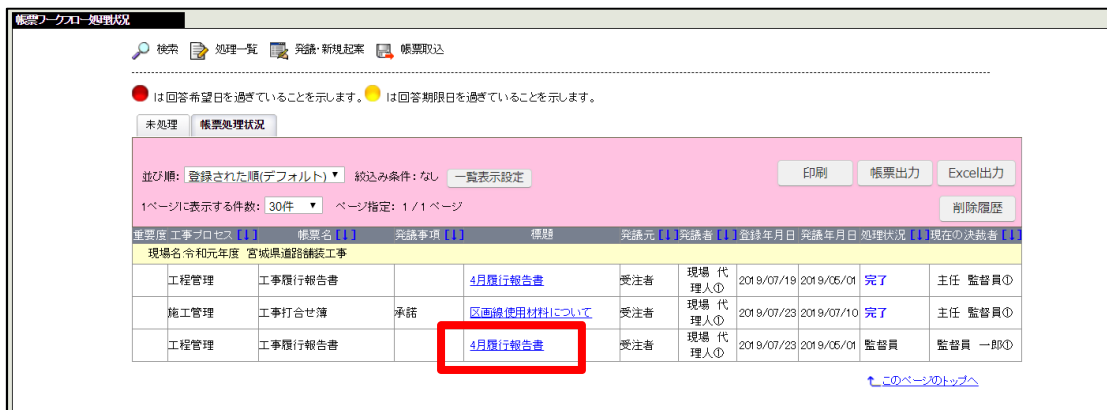 帳票ワークフロー処理状況
検索 処理一覧 発議・新規起案 帳票取込
は回答希望日を過ぎていることを示します。 は回答期限日を過ぎていることを示します。
未処理 帳票処理状況
並び順: 登録された順(デフォルト) 絞込み条件:なし 一覧表示設定 印刷 帳票出力 Excel出力
1ページに表示する件数: 30件 ページ指定: 1 / 1 ページ 削除履歴
重要度 工事プロセス【↓】 帳票名【↓】 発議事項【↓】 標題 発議元【↓】 発議者【↓】 登録年月日 発議年月日 処理状況【↓】 現在の決裁者【↓】
現場名:令和元年度 宮城県道路舗装工事
工程管理 工事履行報告書 4月履行報告書 受注者 現場 代理人① 2019/07/19 2019/05/01 完了 主任 監督員①
施工管理 工事打合せ簿 承諾 区画線使用材料について 受注者 現場 代理人① 2019/07/23 2019/07/10 完了 主任 監督員①
工程管理 工事履行報告書 4月履行報告書 受注者 現場 代理人① 2019/07/23 2019/05/01 監督員 監督員 一郎①
このページのトップへ